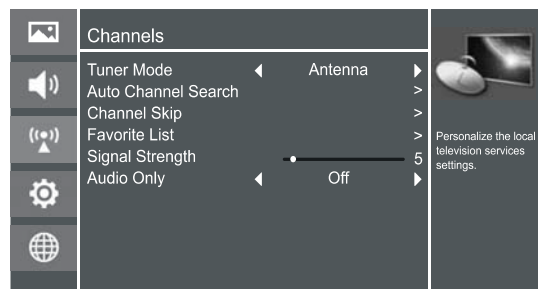 Channels
Tuner Mode Antenna
Auto Channel Search >
Channel Skip >
Favorite List >
Signal Strength 5
Audio Only Off
Personalize the local
television services
settings.